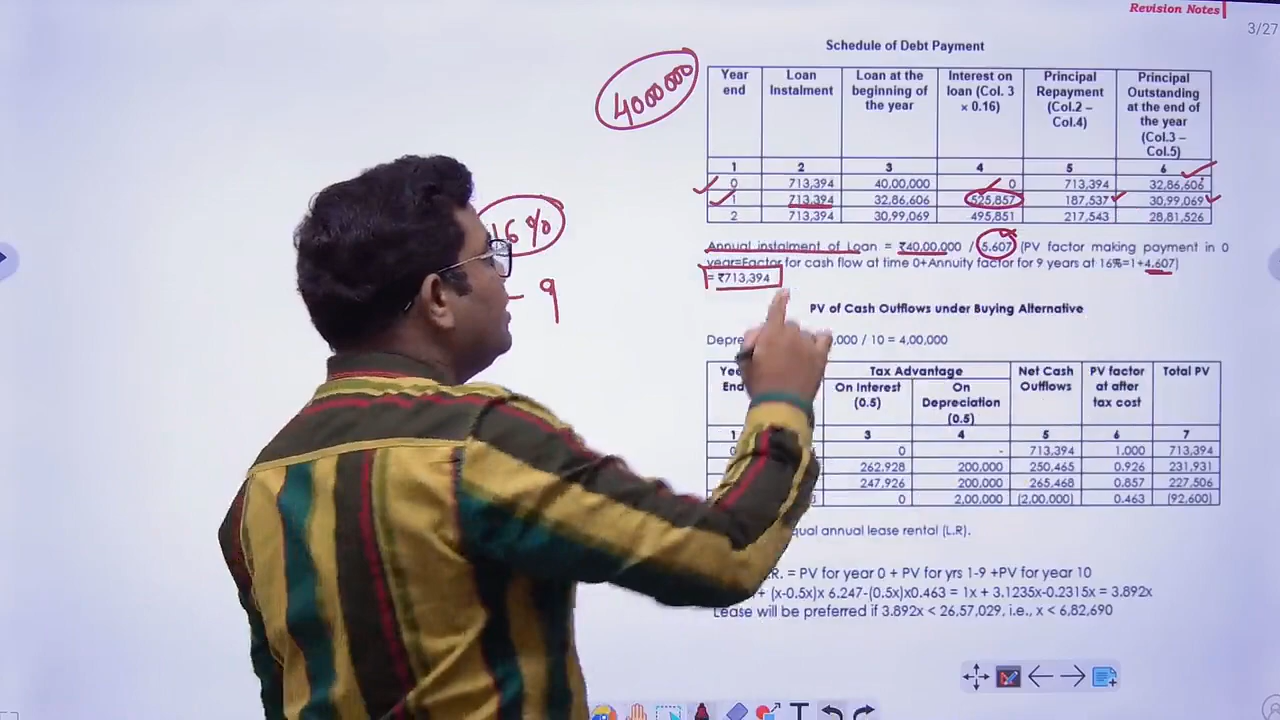 Revision Notes
3/27
Schedule of Debt Payment
4000000
Year end | Loan Instalment | Loan at the beginning of the year | Interest on loan (Col. 3 × 0.16) | Principal Repayment (Col.2 – Col.4) | Principal Outstanding at the end of the year (Col.3 – Col.5)
1 | 2 | 3 | 4 | 5 | 6
0 | 713,394 | 40,00,000 | 0 | 713,394 | 32,86,606
1 | 713,394 | 32,86,606 | 525,857 | 187,537 | 30,99,069
2 | 713,394 | 30,99,069 | 495,851 | 217,543 | 28,81,526
16%
- 9
Annual instalment of Loan = ₹40,00,000 / 5.607 (PV factor making payment in 0
year=Factor for cash flow at time 0+Annuity factor for 9 years at 16%=1+4.607)
= ₹713,394
PV of Cash Outflows under Buying Alternative
,000 / 10 = 4,00,000
Tax Advantage | Net Cash Outflows | PV factor at after tax cost | Total PV
End | On Interest (0.5) | On Depreciation (0.5)
1 | 3 | 4 | 5 | 6 | 7
0 | - | 713,394 | 1.000 | 713,394
262,928 | 200,000 | 250,465 | 0.926 | 231,931
247,926 | 200,000 | 265,468 | 0.857 | 227,506
0 | 2,00,000 | (2,00,000) | 0.463 | (92,600)
annual lease rental (L.R).
= PV for year 0 + PV for yrs 1-9 +PV for year 10
+ (x-0.5x)x 6.247-(0.5x)x0.463 = 1x + 3.1235x-0.2315x = 3.892x
Lease will be preferred if 3.892x < 26,57,029, i.e., x < 6,82,690
T